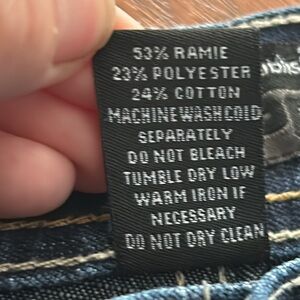 53% RAMIE
23% POLYESTER
24% COTTON
MACHINE WASH COLD
SEPARATELY
DO NOT BLEACH
TUMBLE DRY LOW
WARM IRON IF
NECESSARY
DO NOT DRY CLEAN